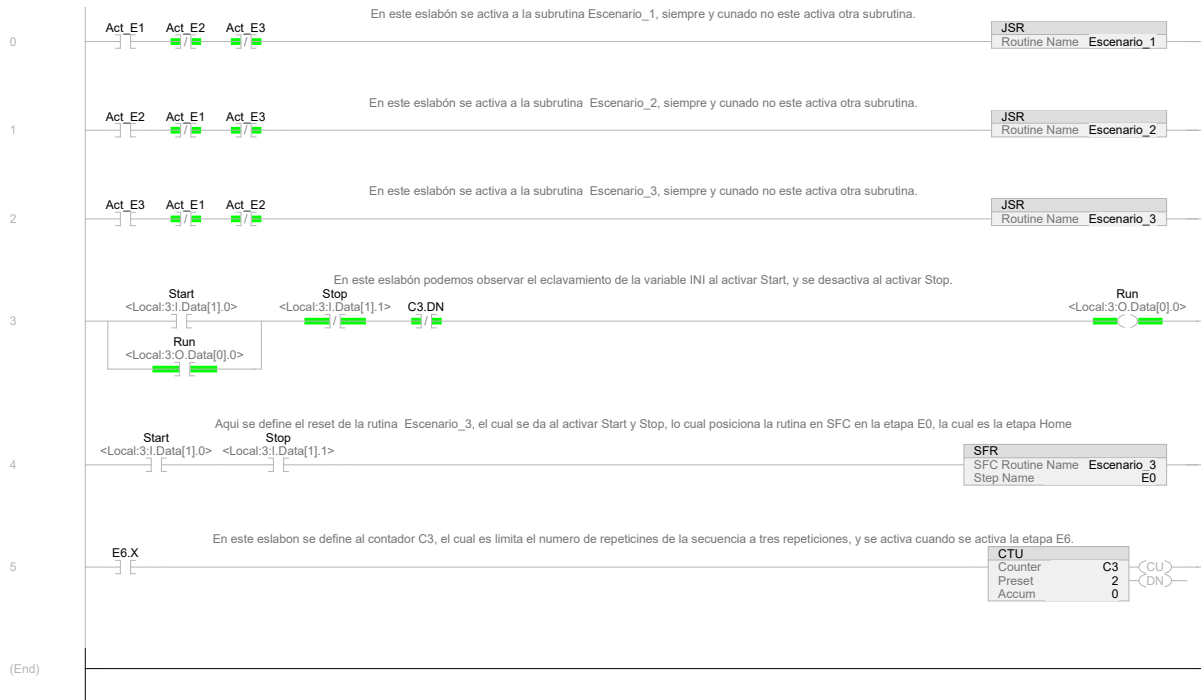 En este eslabón se activa a la subrutina Escenario_1, siempre y cunado no este activa otra subrutina.
Act_E1 Act_E2 Act_E3 JSR
0 Routine Name Escenario_1
En este eslabón se activa a la subrutina Escenario_2, siempre y cunado no este activa otra subrutina.
Act_E2 Act_E1 Act_E3 JSR
1 Routine Name Escenario_2
En este eslabón se activa a la subrutina Escenario_3, siempre y cunado no este activa otra subrutina.
Act_E3 Act_E1 Act_E2 JSR
2 Routine Name Escenario_3
En este eslabón podemos observar el eclavamiento de la variable INI al activar Start, y se desactiva al activar Stop.
Start Stop Run
<Local:3:I.Data[1].0> <Local:3:I.Data[1].1> C3.DN <Local:3:O.Data[0].0>
3
Run
<Local:3:O.Data[0].0>
Aqui se define el reset de la rutina Escenario_3, el cual se da al activar Start y Stop, lo cual posiciona la rutina en SFC en la etapa E0, la cual es la etapa Home
Start Stop SFR
<Local:3:I.Data[1].0> <Local:3:I.Data[1].1>
4 SFC Routine Name Escenario_3
Step Name E0
En este eslabon se define al contador C3, el cual es limita el numero de repeticines de la secuencia a tres repeticiones, y se activa cuando se activa la etapa E6.
E6.X CTU
5 Counter C3 CU
Preset 2 DN
Accum 0
(End)